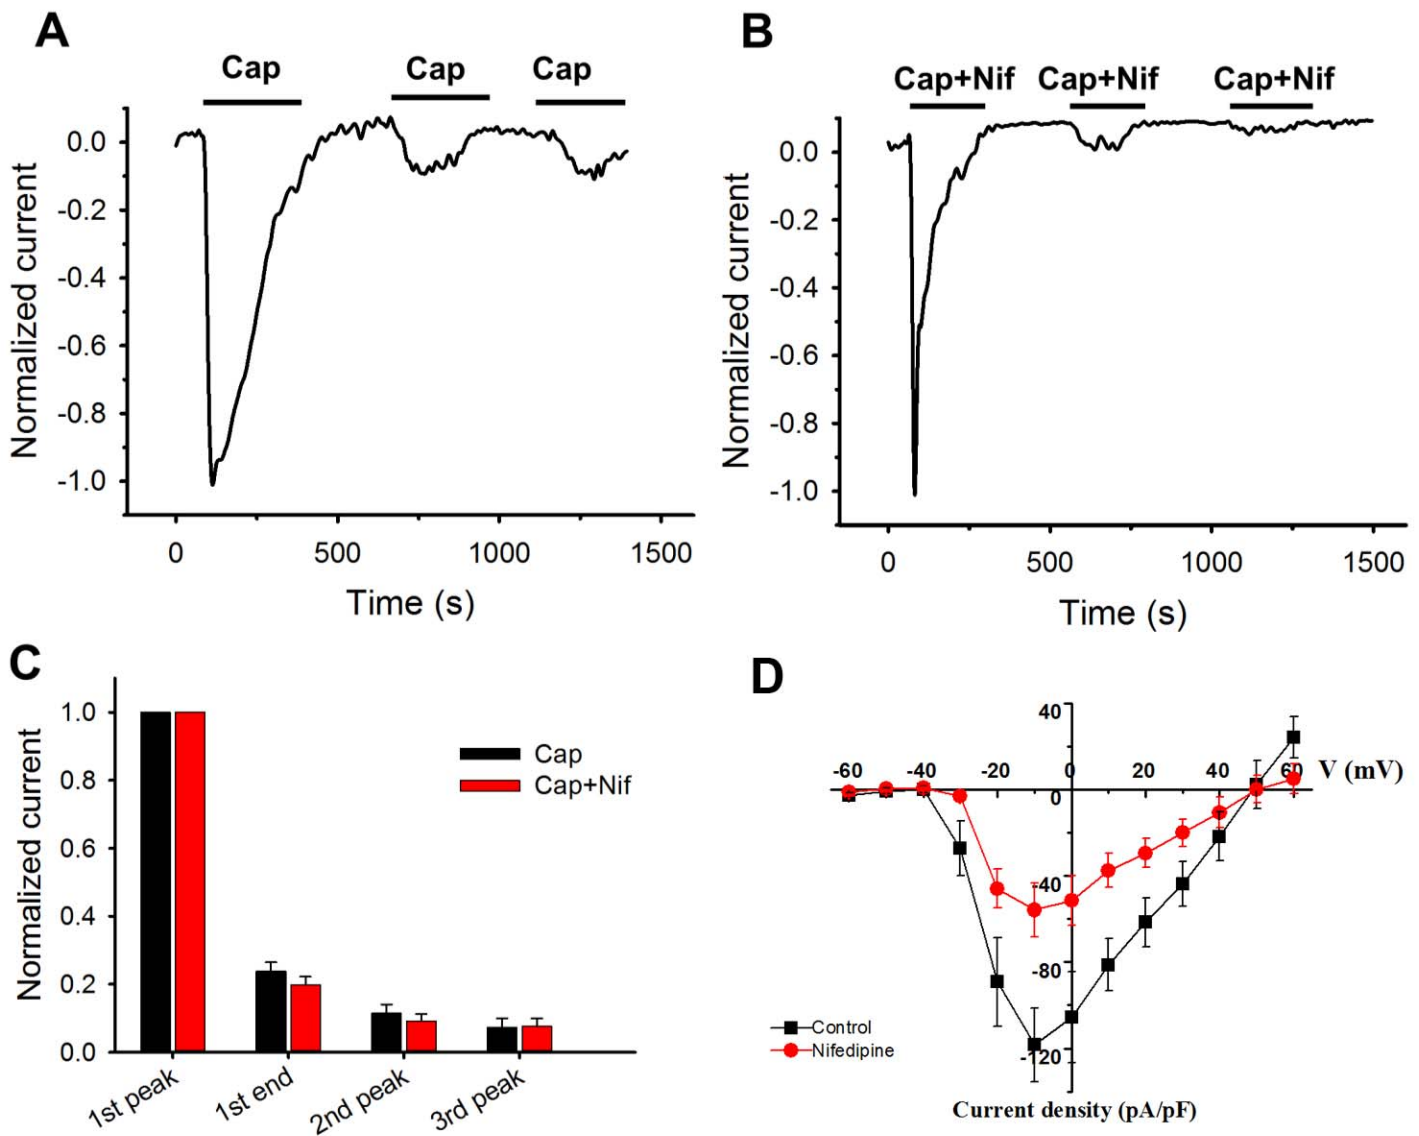 A
Cap Cap Cap
0.0
-0.2
-0.4
-0.6
-0.8
-1.0
Normalized current
0 500 1000 1500
Time (s)
B
Cap+Nif Cap+Nif Cap+Nif
0.0
-0.2
-0.4
-0.6
-0.8
-1.0
Normalized current
0 500 1000 1500
Time (s)
C
1.0
0.8
0.6
0.4
0.2
0.0
Normalized current
Cap
Cap+Nif
1st peak 1st end 2nd peak 3rd peak
D
40
-60 -40 -20 0 20 40 60 V (mV)
0
-40
-80
-120
Control
Nifedipine
Current density (pA/pF)